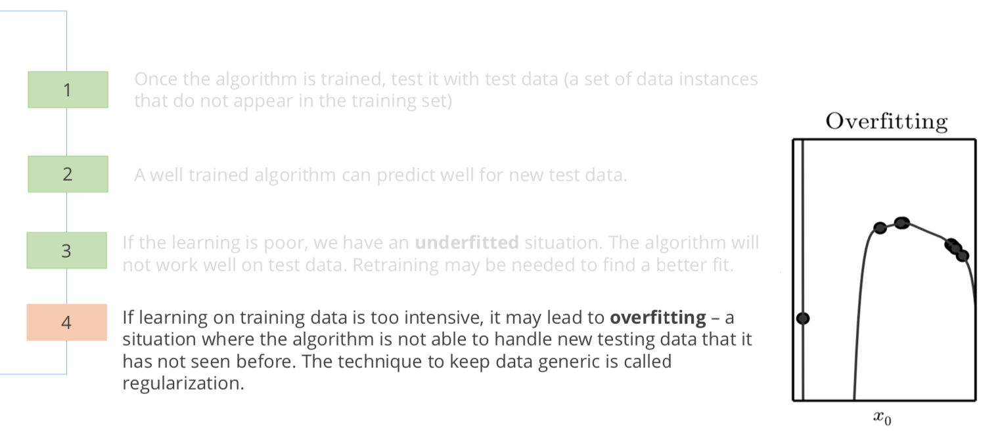 1
Once the algorithm is trained, test it with test data (a set of data instances
that do not appear in the training set)
2
A well trained algorithm can predict well for new test data.
3
If the learning is poor, we have an underfitted situation. The algorithm will
not work well on test data. Retraining may be needed to find a better fit.
4
If learning on training data is too intensive, it may lead to overfitting – a
situation where the algorithm is not able to handle new testing data that it
has not seen before. The technique to keep data generic is called
regularization.
Overfitting
x₀